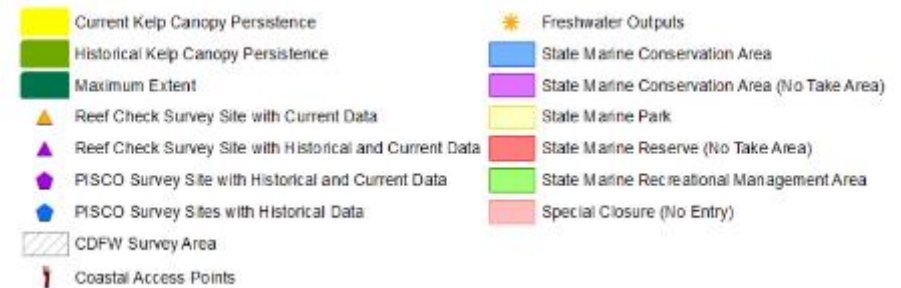 Current Kelp Canopy Persistence
Historical Kelp Canopy Persistence
Maximum Extent
Reef Check Survey Site with Current Data
Reef Check Survey Site with Historical and Current Data
PISCO Survey Site with Historical and Current Data
PISCO Survey Sites with Historical Data
CDFW Survey Area
Coastal Access Points
Freshwater Outputs
State Marine Conservation Area
State Marine Conservation Area (No Take Area)
State Marine Park
State Marine Reserve (No Take Area)
State Marine Recreational Management Area
Special Closure (No Entry)